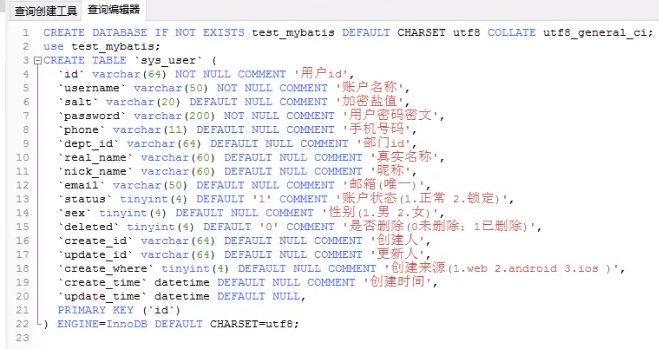 查询创建工具 查询编辑器
1 CREATE DATABASE IF NOT EXISTS test_mybatis DEFAULT CHARSET utf8 COLLATE utf8_general_ci;
2 use test_mybatis;
3 CREATE TABLE `sys_user` (
4 `id` varchar(64) NOT NULL COMMENT '用户id',
5 `username` varchar(50) NOT NULL COMMENT '账户名称',
6 `salt` varchar(20) DEFAULT NULL COMMENT '加密盐值',
7 `password` varchar(200) NOT NULL COMMENT '用户密码密文',
8 `phone` varchar(11) DEFAULT NULL COMMENT '手机号码',
9 `dept_id` varchar(64) DEFAULT NULL COMMENT '部门id',
10 `real_name` varchar(60) DEFAULT NULL COMMENT '真实名称',
11 `nick_name` varchar(60) DEFAULT NULL COMMENT '昵称',
12 `email` varchar(50) DEFAULT NULL COMMENT '邮箱(唯一)',
13 `status` tinyint(4) DEFAULT '1' COMMENT '账户状态(1.正常 2.锁定)',
14 `sex` tinyint(4) DEFAULT NULL COMMENT '性别(1.男 2.女)',
15 `deleted` tinyint(4) DEFAULT '0' COMMENT '是否删除(0未删除；1已删除)',
16 `create_id` varchar(64) DEFAULT NULL COMMENT '创建人',
17 `update_id` varchar(64) DEFAULT NULL COMMENT '更新人',
18 `create_where` tinyint(4) DEFAULT NULL COMMENT '创建来源(1.web 2.android 3.ios )',
19 `create_time` datetime DEFAULT NULL COMMENT '创建时间',
20 `update_time` datetime DEFAULT NULL,
21 PRIMARY KEY (`id`)
22 ) ENGINE=InnoDB DEFAULT CHARSET=utf8;
23